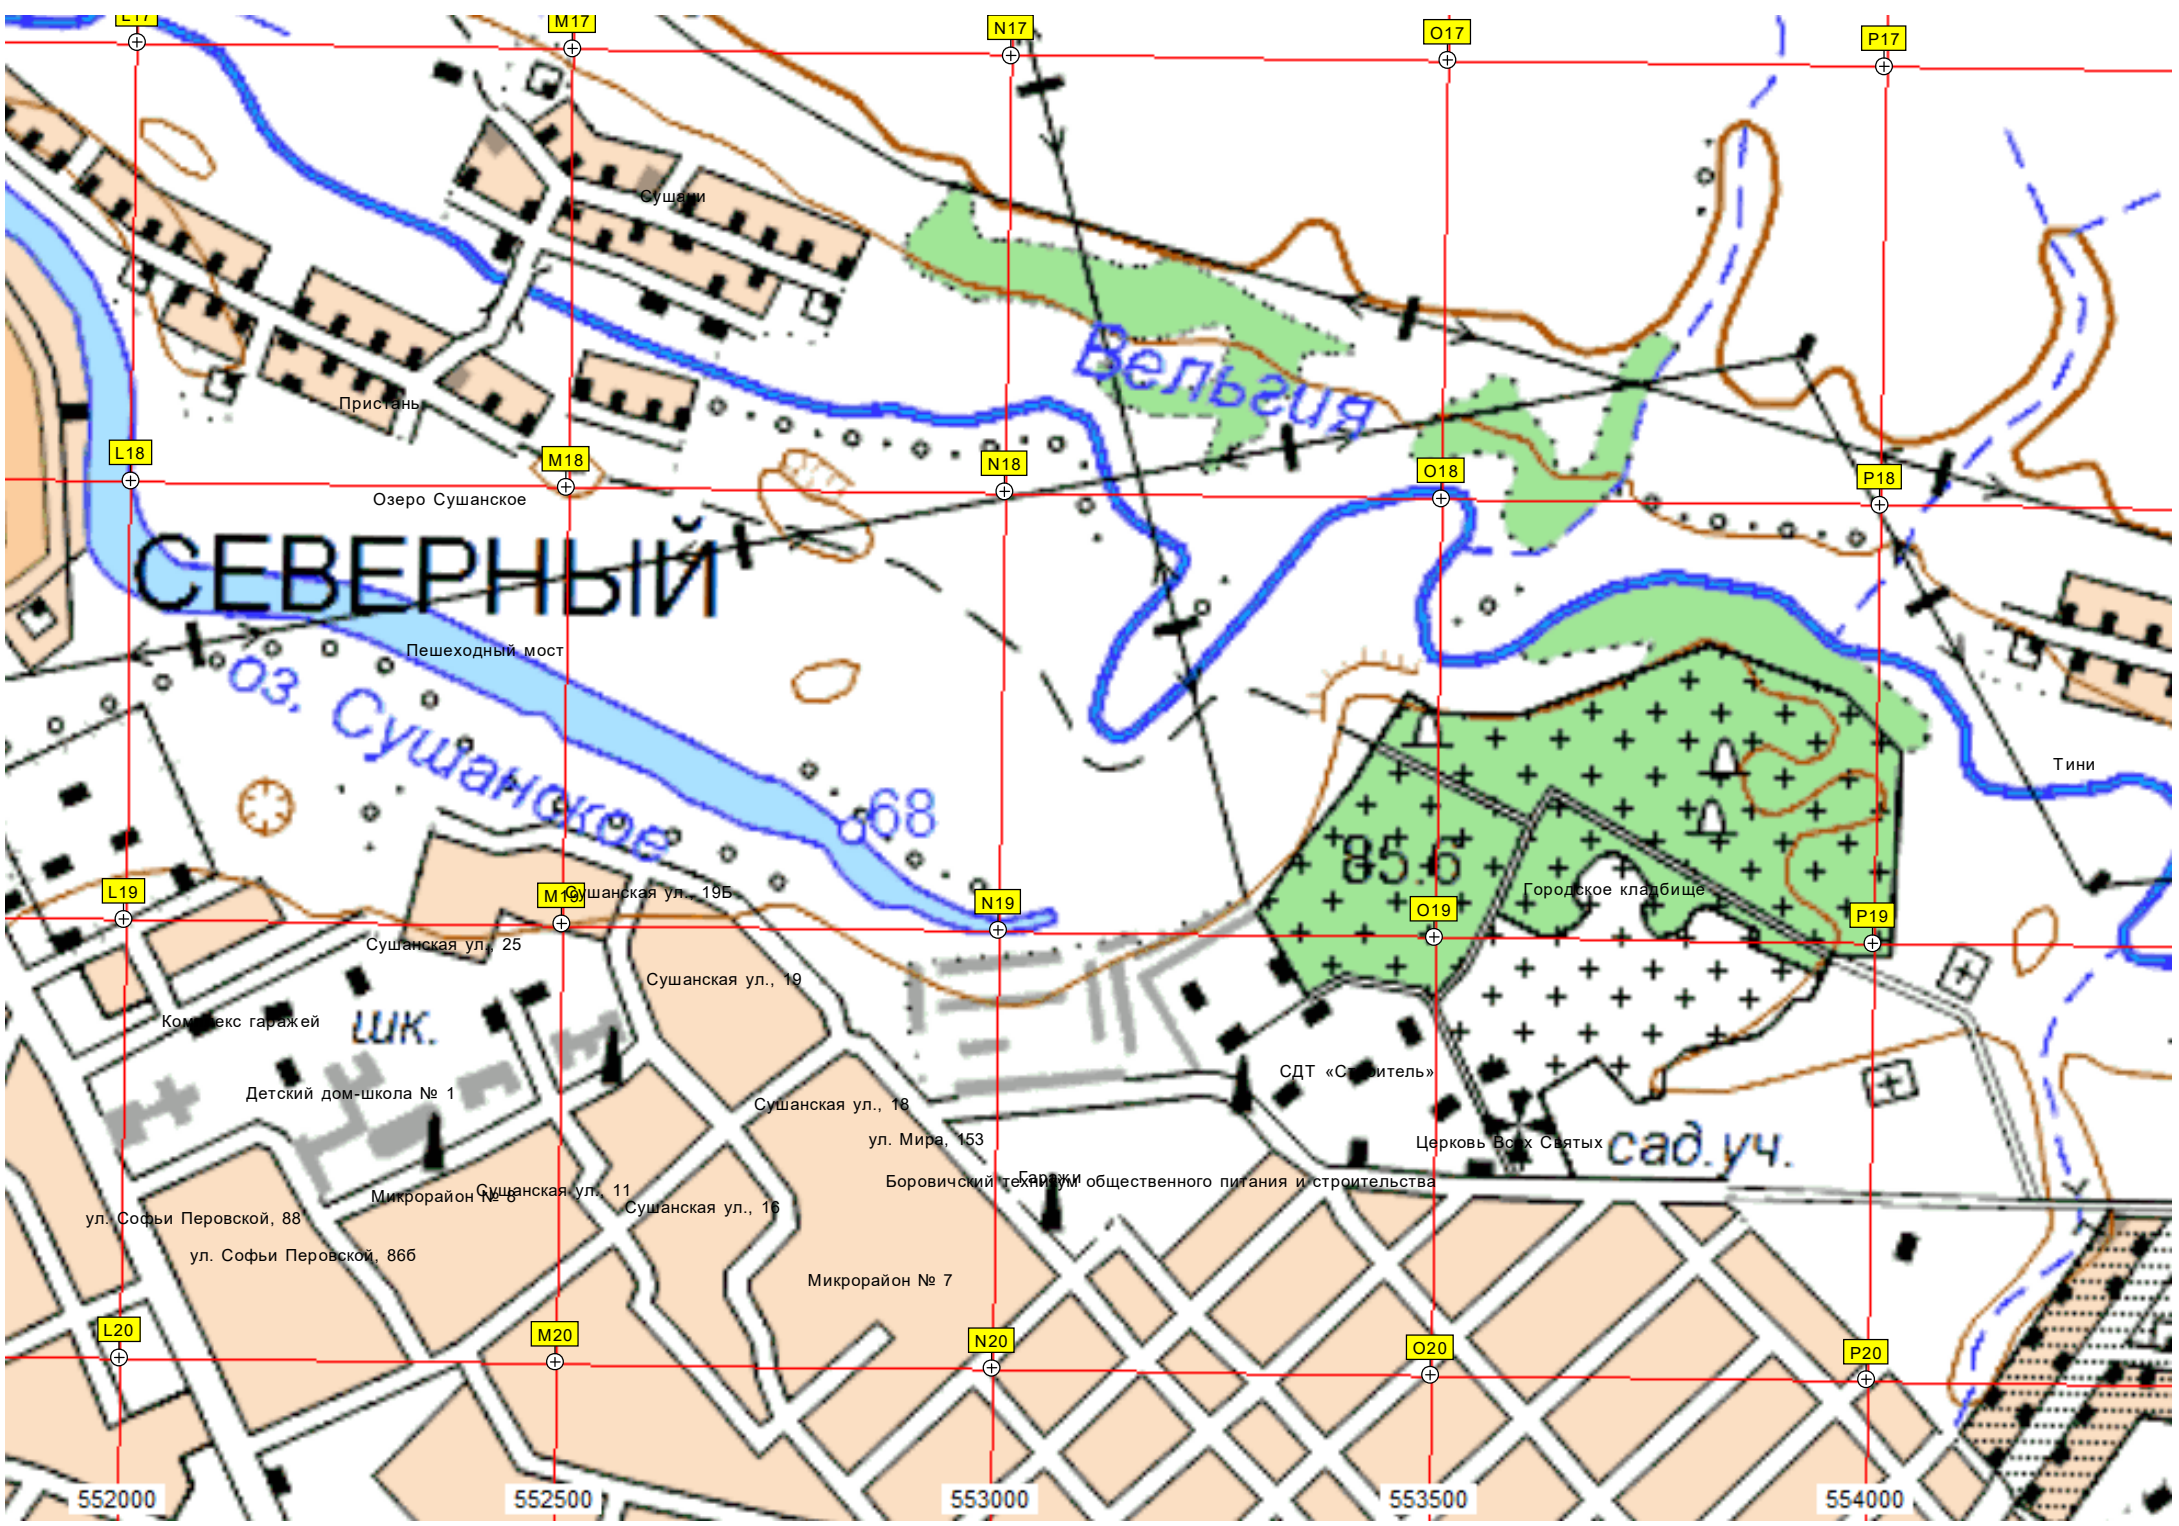 L17
M17
N17
O17
P17
Сушани
Вельгия
Пристань
L18
M18
N18
O18
P18
Озеро Сушанское
СЕВЕРНЫЙ
Пешеходный мост
оз. Сушанское
Тини
68
85.6
L19
M19
Сушанская ул., 19Б
N19
O19
Городское кладбище
P19
Сушанская ул., 25
Сушанская ул., 19
Комплекс гаражей
шк.
СДТ «Строитель»
Детский дом-школа № 1
Сушанская ул., 18
ул. Мира, 153
Церковь Всех Святых
сад.уч.
Гаражи
Боровичский техникум общественного питания и строительства
Микрорайон № 8
Сушанская ул., 11
Сушанская ул., 16
ул. Софьи Перовской, 88
ул. Софьи Перовской, 86б
Микрорайон № 7
L20
M20
N20
O20
P20
552000
552500
553000
553500
554000